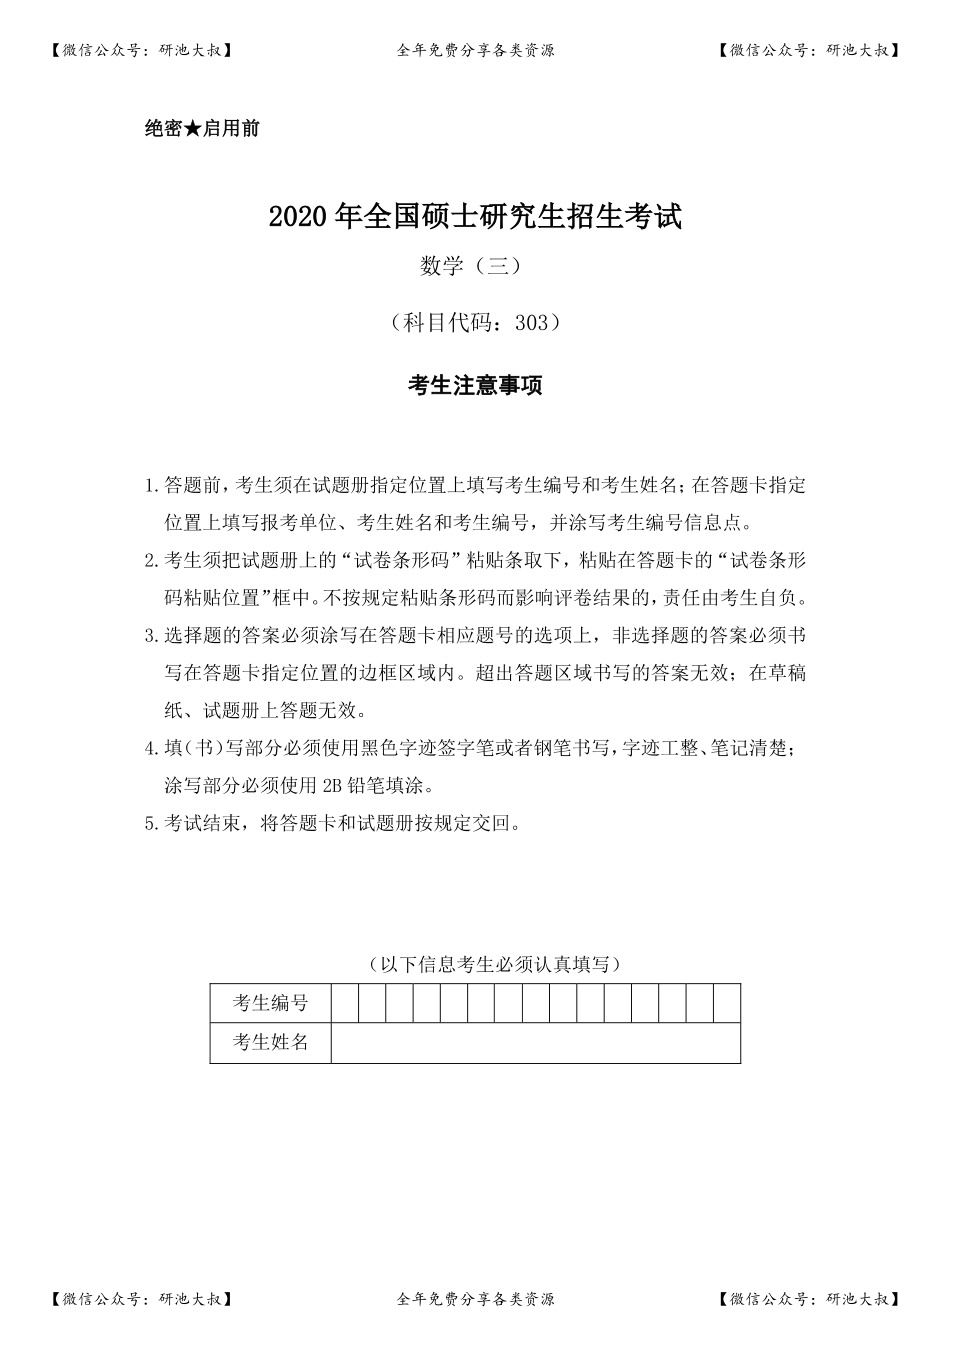 【微信公众号：研池大叔】 全年免费分享各类资源 【微信公众号：研池大叔】
绝密★启用前
2020 年全国硕士研究生招生考试
数学（三）
（科目代码：303）
考生注意事项
1. 答题前，考生须在试题册指定位置上填写考生编号和考生姓名；在答题卡指定
位置上填写报考单位、考生姓名和考生编号，并涂写考生编号信息点。
2. 考生须把试题册上的“试卷条形码”粘贴条取下，粘贴在答题卡的“试卷条形
码粘贴位置”框中。不按规定粘贴条形码而影响评卷结果的，责任由考生自负。
3. 选择题的答案必须涂写在答题卡相应题号的选项上，非选择题的答案必须书
写在答题卡指定位置的边框区域内。超出答题区域书写的答案无效；在草稿
纸、试题册上答题无效。
4. 填（书）写部分必须使用黑色字迹签字笔或者钢笔书写，字迹工整、笔记清楚；
涂写部分必须使用 2B 铅笔填涂。
5. 考试结束，将答题卡和试题册按规定交回。
（以下信息考生必须认真填写）
考生编号
考生姓名
【微信公众号：研池大叔】 全年免费分享各类资源 【微信公众号：研池大叔】